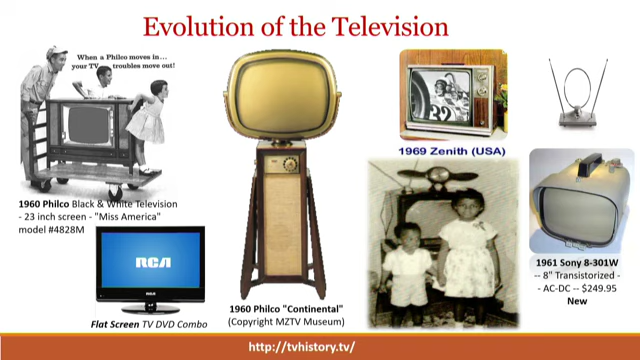 Evolution of the Television
When a Philco moves in...
your TV troubles move out!
1960 Philco Black & White Television
- 23 inch screen - "Miss America"
model #4828M
RCA
Flat Screen TV DVD Combo
1960 Philco "Continental"
(Copyright MZTV Museum)
32
1969 Zenith (USA)
1961 Sony 8-301W
-- 8" Transistorized -
- AC-DC -- $249.95
New
http://tvhistory.tv/